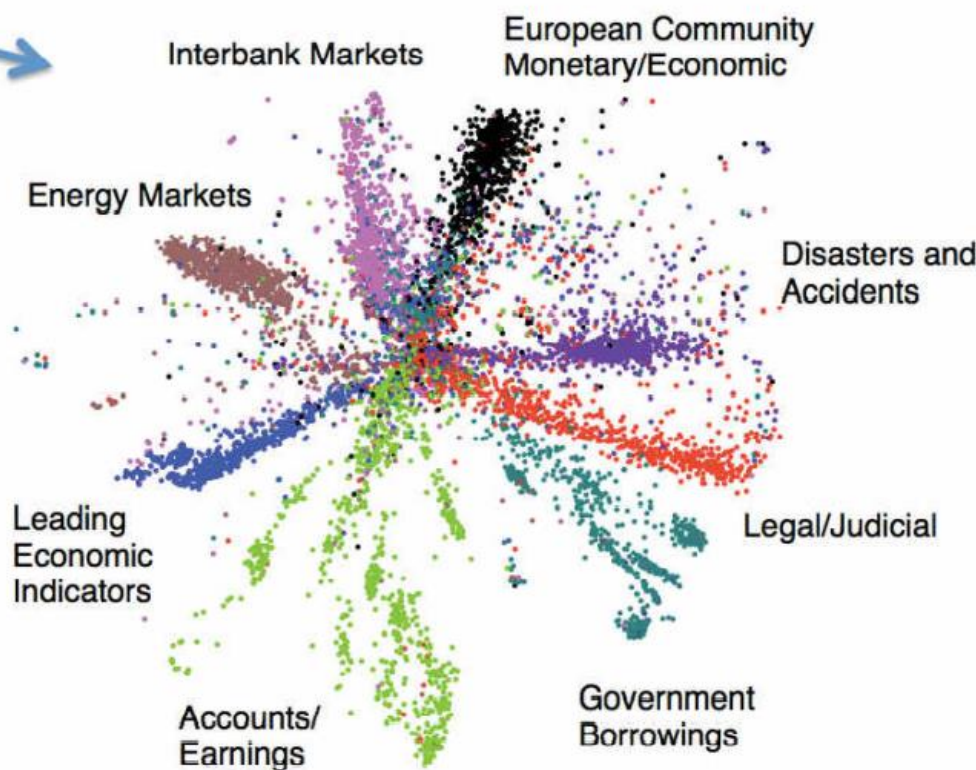 Interbank Markets
European Community
Monetary/Economic
Energy Markets
Disasters and
Accidents
Leading
Economic
Indicators
Legal/Judicial
Accounts/
Earnings
Government
Borrowings